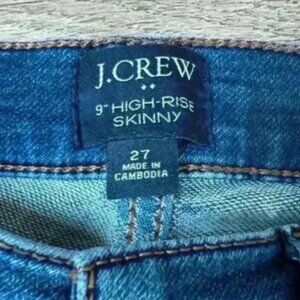 J.CREW
9" HIGH-RISE
SKINNY
27
MADE IN
CAMBODIA